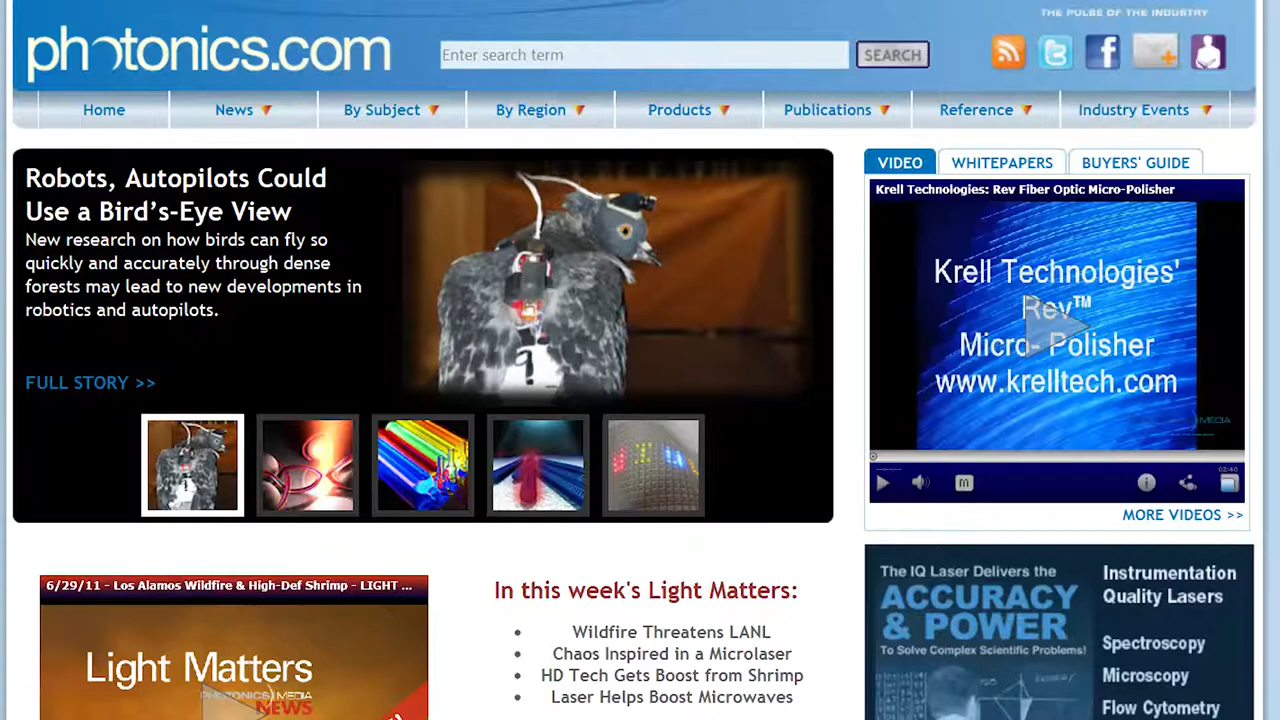 THE PULSE OF THE INDUSTRY
photonics.com
Enter search term
SEARCH
Home
News
By Subject
By Region
Products
Publications
Reference
Industry Events
Robots, Autopilots Could
Use a Bird’s-Eye View
New research on how birds can fly so
quickly and accurately through dense
forests may lead to new developments in
robotics and autopilots.
FULL STORY >>
VIDEO
WHITEPAPERS
BUYERS' GUIDE
Krell Technologies: Rev Fiber Optic Micro-Polisher
Krell Technologies'
Rev™
Micro- Polisher
www.krelltech.com
MEDIA
m
02:40
MORE VIDEOS >>
6/29/11 - Los Alamos Wildfire & High-Def Shrimp - LIGHT ...
Light Matters
PHOTONICS MEDIA
NEWS
In this week's Light Matters:
• Wildfire Threatens LANL
• Chaos Inspired in a Microlaser
• HD Tech Gets Boost from Shrimp
• Laser Helps Boost Microwaves
The IQ Laser Delivers the
ACCURACY
& POWER
To Solve Complex Scientific Problems!
Instrumentation
Quality Lasers
Spectroscopy
Microscopy
Flow Cytometry